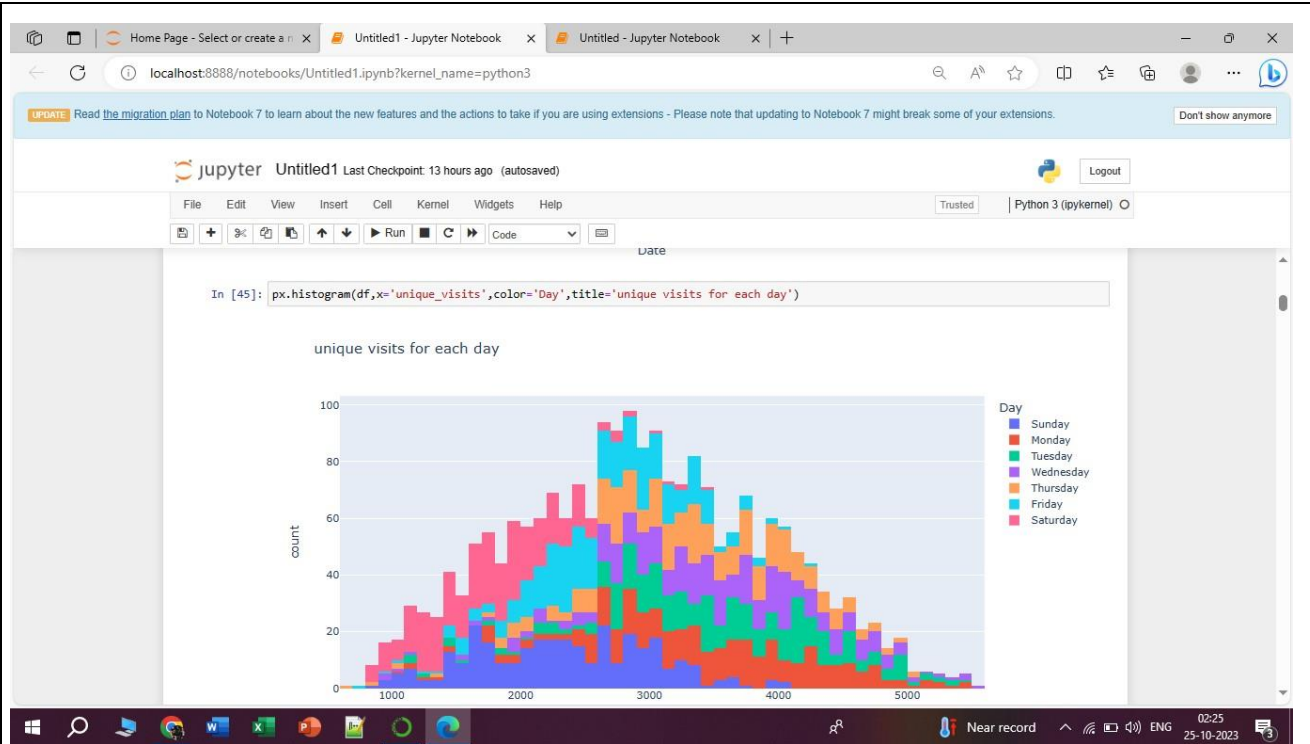 Home Page - Select or create a n
Untitled1 - Jupyter Notebook
Untitled - Jupyter Notebook
localhost:8888/notebooks/Untitled1.ipynb?kernel_name=python3
UPDATE Read the migration plan to Notebook 7 to learn about the new features and the actions to take if you are using extensions - Please note that updating to Notebook 7 might break some of your extensions. Don't show anymore
jupyter Untitled1 Last Checkpoint: 13 hours ago (autosaved) Logout
File Edit View Insert Cell Kernel Widgets Help Trusted Python 3 (ipykernel)
Run Code
Date
In [45]: px.histogram(df,x='unique_visits',color='Day',title='unique visits for each day')
unique visits for each day
100
80
60
40
20
0
count
1000 2000 3000 4000 5000
Day
Sunday
Monday
Tuesday
Wednesday
Thursday
Friday
Saturday
Near record ENG 02:25
25-10-2023